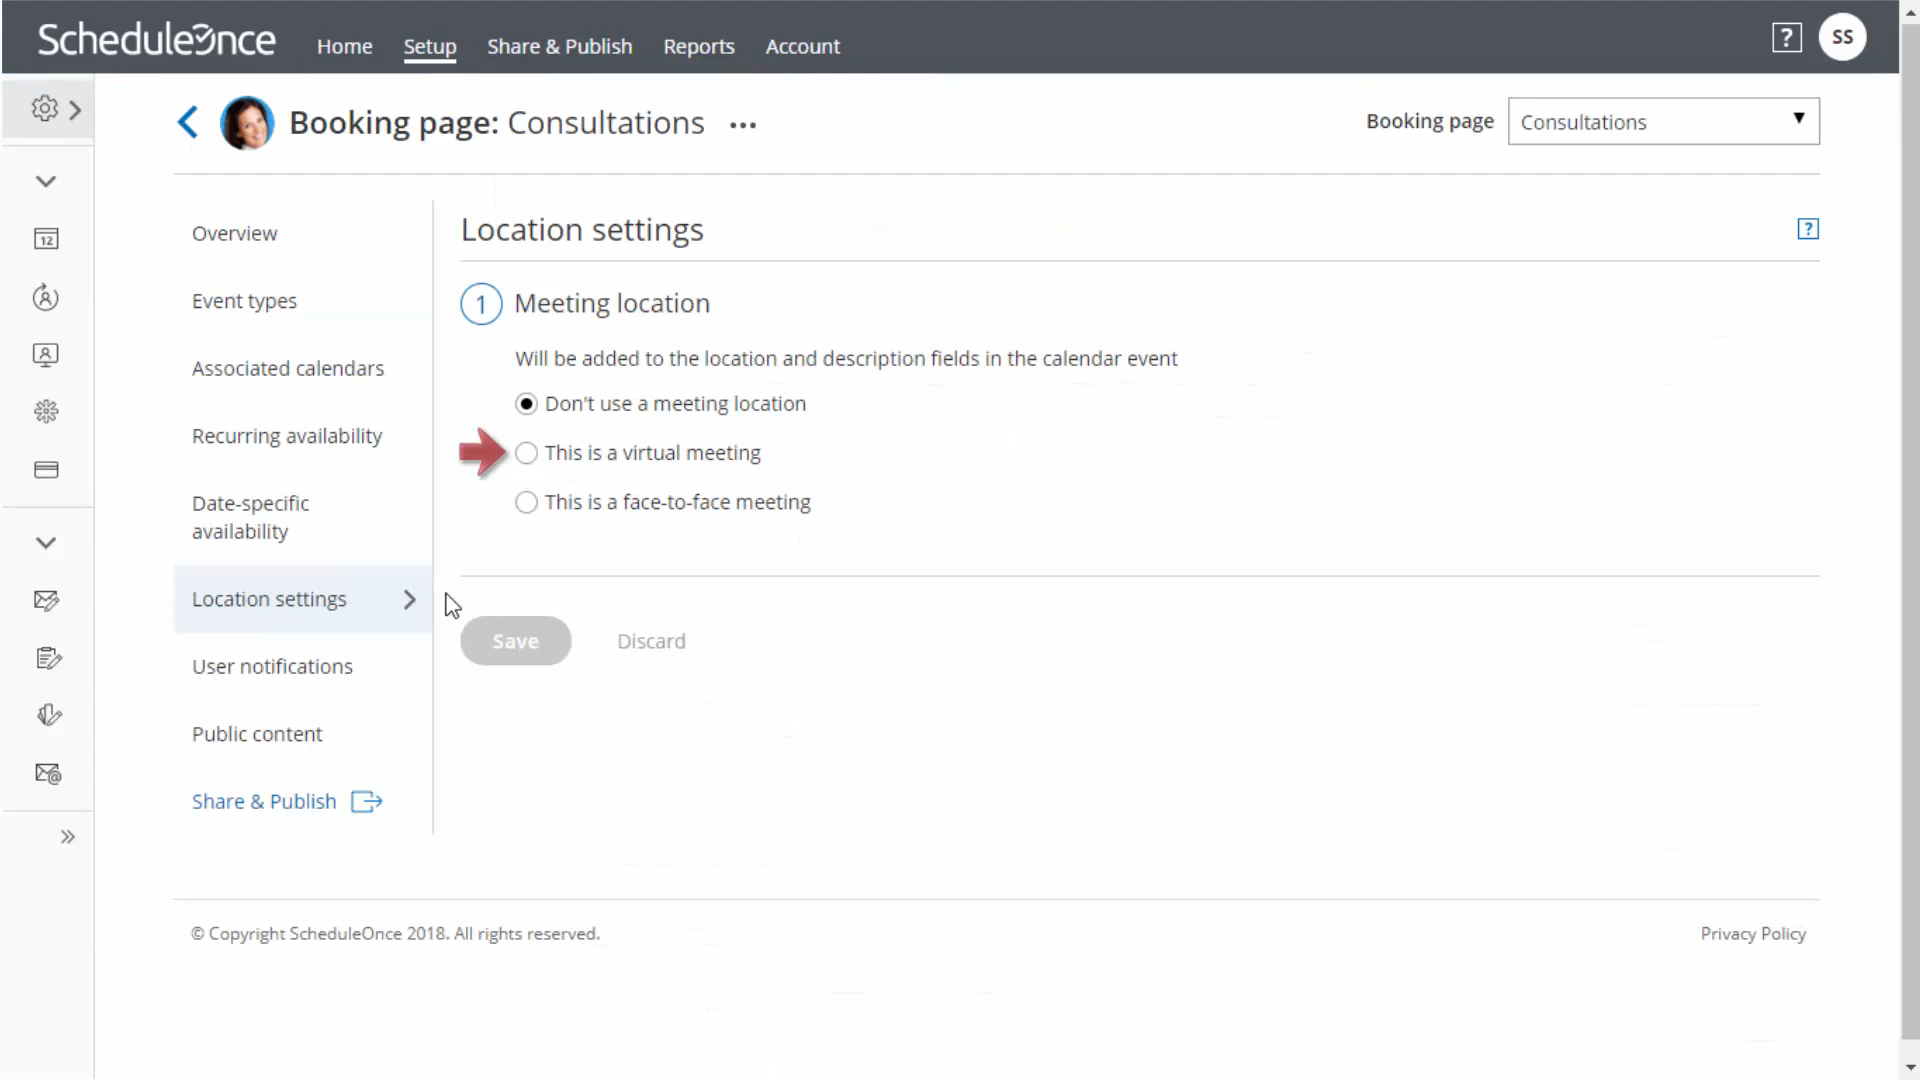 ScheduleOnce Home Setup Share & Publish Reports Account ? SS
Booking page: Consultations ... Booking page Consultations
12
Overview
Event types
Associated calendars
Recurring availability
Date-specific
availability
Location settings
User notifications
Public content
Share & Publish
Location settings ?
1 Meeting location
Will be added to the location and description fields in the calendar event
Don't use a meeting location
This is a virtual meeting
This is a face-to-face meeting
Save Discard
© Copyright ScheduleOnce 2018. All rights reserved. Privacy Policy